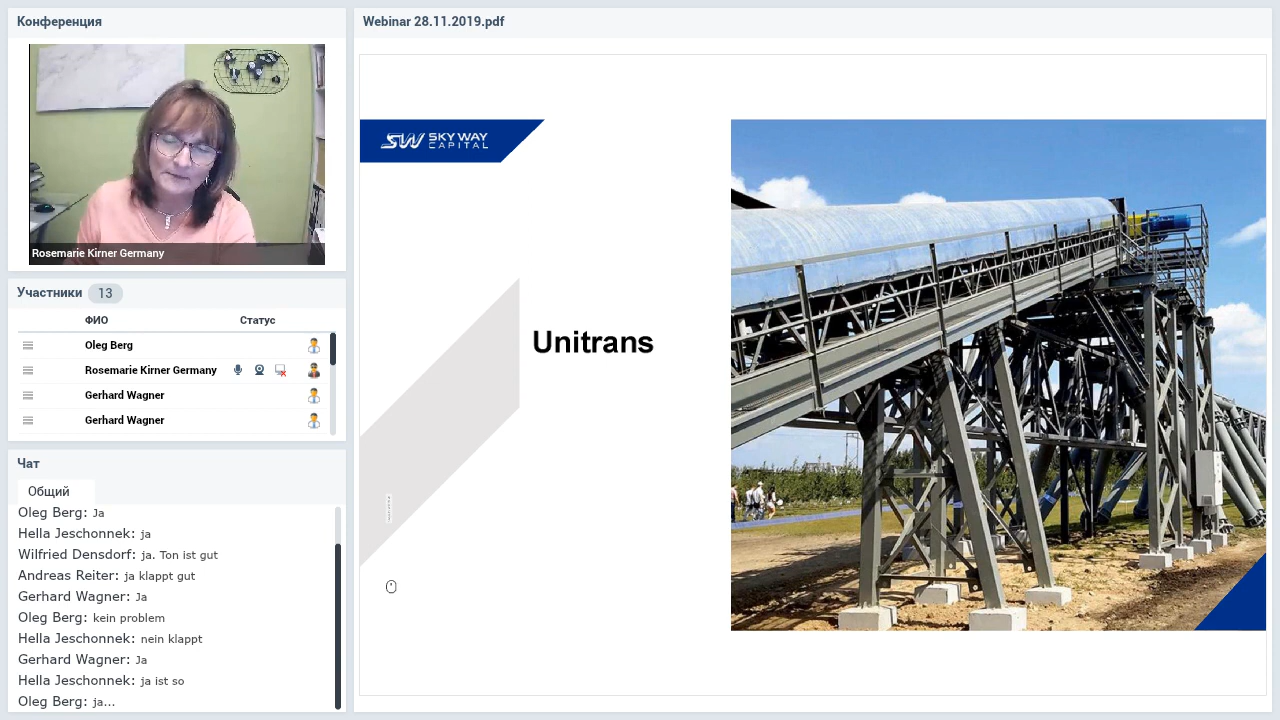 Конференция
Rosemarie Kirner Germany
Участники 13
ФИО Статус
Oleg Berg
Rosemarie Kirner Germany
Gerhard Wagner
Gerhard Wagner
Чат
Общий
Oleg Berg: Ja
Hella Jeschonnek: ja
Wilfried Densdorf: ja. Ton ist gut
Andreas Reiter: ja klappt gut
Gerhard Wagner: Ja
Oleg Berg: kein problem
Hella Jeschonnek: nein klappt
Gerhard Wagner: Ja
Hella Jeschonnek: ja ist so
Oleg Berg: ja...
Webinar 28.11.2019.pdf
SW SKYWAY
CAPITAL
Unitrans